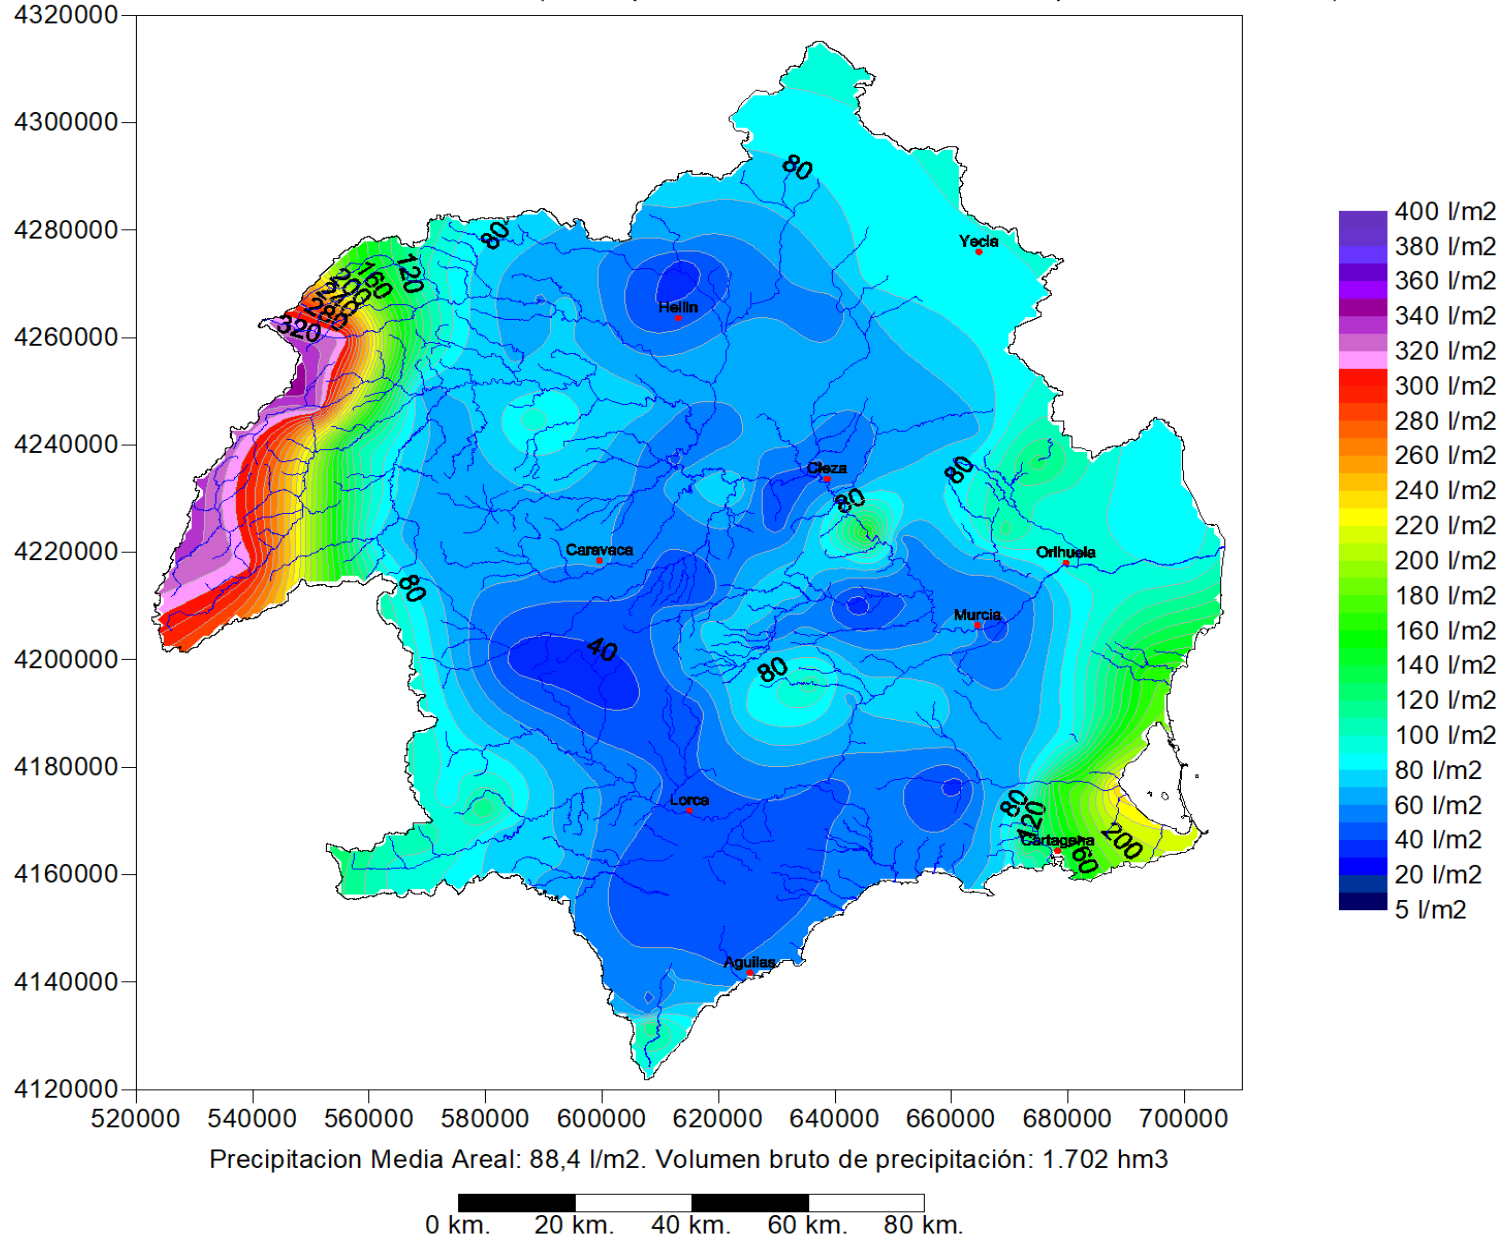 4320000
4300000
4280000
4260000
4240000
4220000
4200000
4180000
4160000
4140000
4120000
520000 540000 560000 580000 600000 620000 640000 660000 680000 700000
80
Yecla
80
120
160
200
240
280
320
Hellin
Cieza
80
80
Caravaca
Orihuela
80
Murcia
40
80
Lorca
80
120
Cartagena
160
200
Aguilas
400 l/m2
380 l/m2
360 l/m2
340 l/m2
320 l/m2
300 l/m2
280 l/m2
260 l/m2
240 l/m2
220 l/m2
200 l/m2
180 l/m2
160 l/m2
140 l/m2
120 l/m2
100 l/m2
80 l/m2
60 l/m2
40 l/m2
20 l/m2
5 l/m2
Precipitacion Media Areal: 88,4 l/m2. Volumen bruto de precipitación: 1.702 hm3
0 km. 20 km. 40 km. 60 km. 80 km.